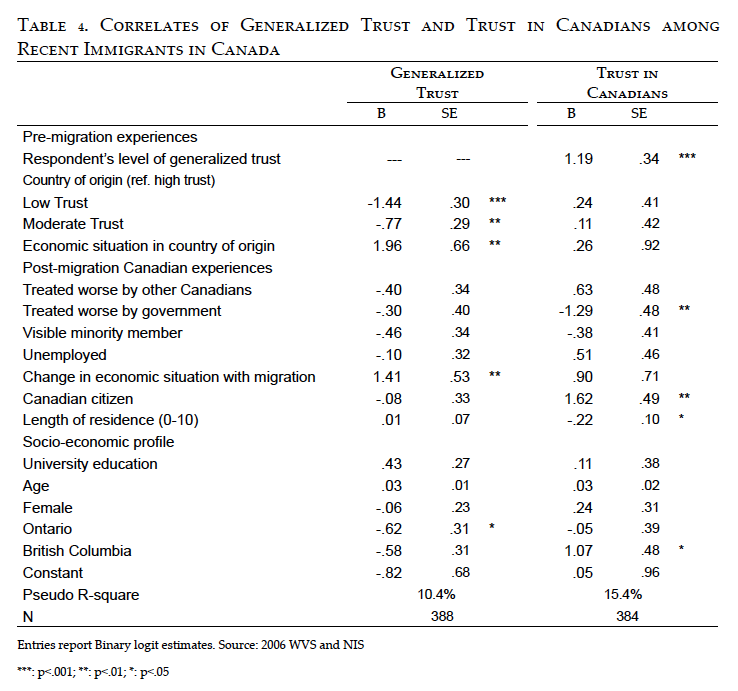 TABLE 4. CORRELATES OF GENERALIZED TRUST AND TRUST IN CANADIANS AMONG
RECENT IMMIGRANTS IN CANADA
GENERALIZED TRUST IN
TRUST CANADIANS
B SE B SE
Pre-migration experiences
Respondent's level of generalized trust --- --- 1.19 .34 ***
Country of origin (ref. high trust)
Low Trust -1.44 .30 *** .24 .41
Moderate Trust -.77 .29 ** .11 .42
Economic situation in country of origin 1.96 .66 ** .26 .92
Post-migration Canadian experiences
Treated worse by other Canadians -.40 .34 .63 .48
Treated worse by government -.30 .40 -1.29 .48 **
Visible minority member -.46 .34 -.38 .41
Unemployed -.10 .32 .51 .46
Change in economic situation with migration 1.41 .53 ** .90 .71
Canadian citizen -.08 .33 1.62 .49 **
Length of residence (0-10) .01 .07 -.22 .10 *
Socio-economic profile
University education .43 .27 .11 .38
Age .03 .01 .03 .02
Female -.06 .23 .24 .31
Ontario -.62 .31 * -.05 .39
British Columbia -.58 .31 1.07 .48 *
Constant -.82 .68 .05 .96
Pseudo R-square 10.4% 15.4%
N 388 384
Entries report Binary logit estimates. Source: 2006 WVS and NIS
***: p<.001; **: p<.01; *: p<.05